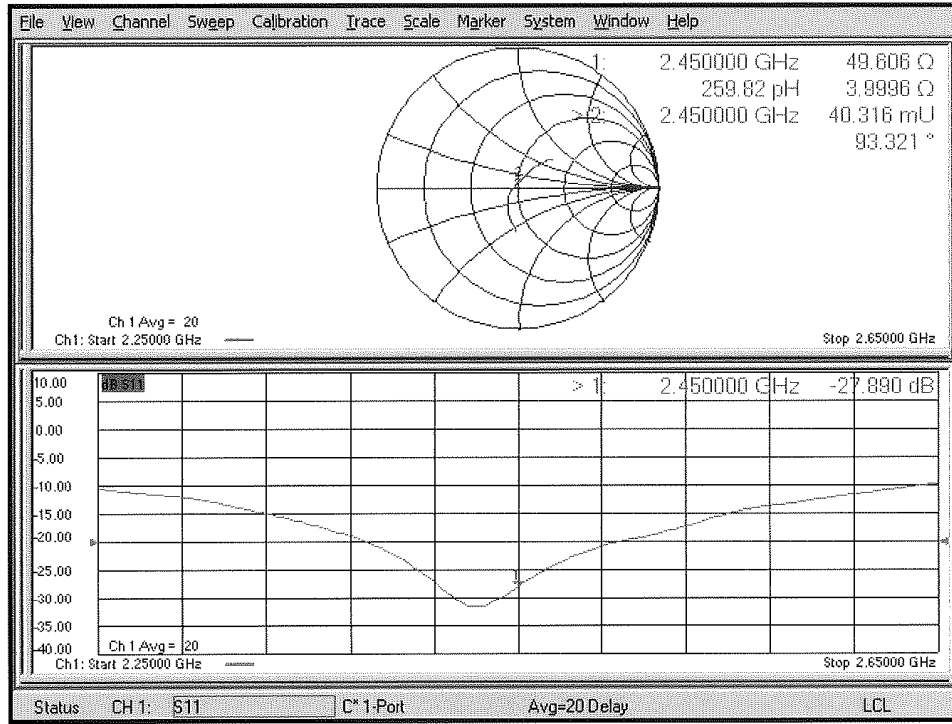 File View Channel Sweep Calibration Trace Scale Marker System Window Help
1: 2.450000 GHz 49.606 Ω
259.82 pH 3.9996 Ω
> 2: 2.450000 GHz 40.316 mU
93.321 °
Ch 1 Avg = 20
Ch1: Start 2.25000 GHz
Stop 2.65000 GHz
10.00 dB S11
> 1: 2.450000 GHz -27.890 dB
5.00
0.00
-5.00
-10.00
-15.00
-20.00
-25.00
1
-30.00
-35.00
-40.00
Ch 1 Avg = 20
Ch1: Start 2.25000 GHz
Stop 2.65000 GHz
Status CH 1: S11 C* 1-Port Avg=20 Delay LCL